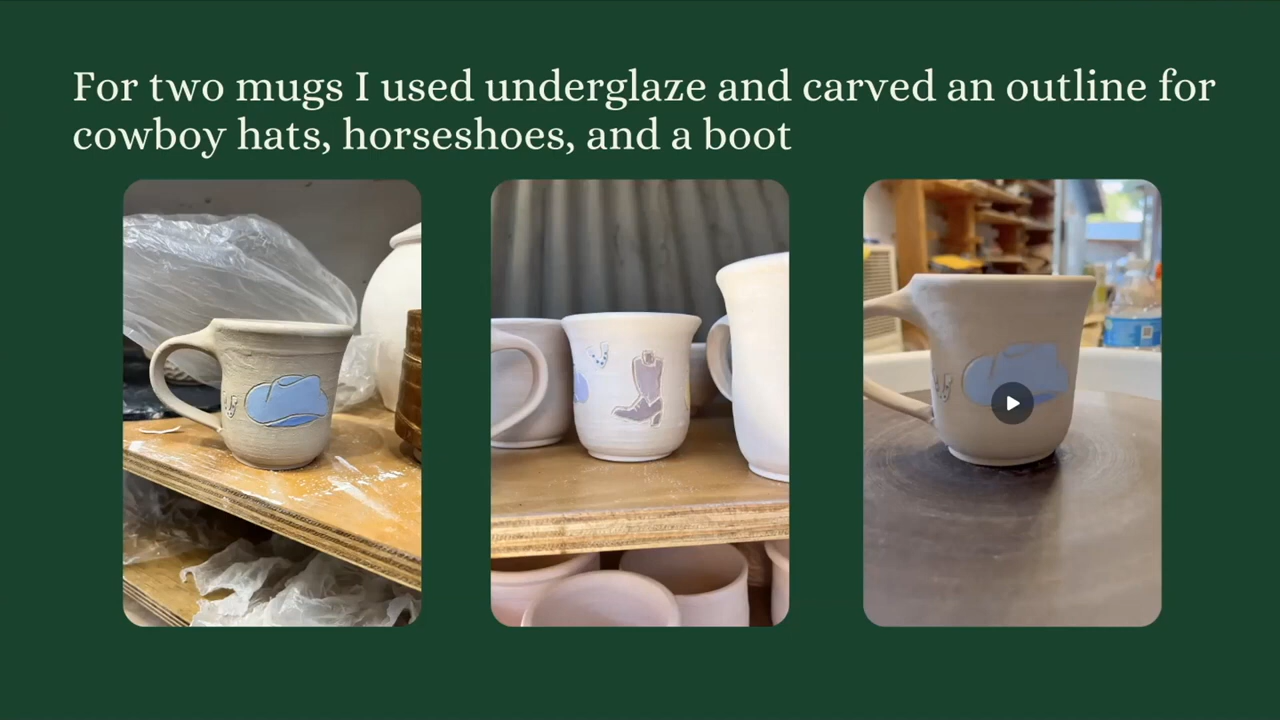 For two mugs I used underglaze and carved an outline for
cowboy hats, horseshoes, and a boot